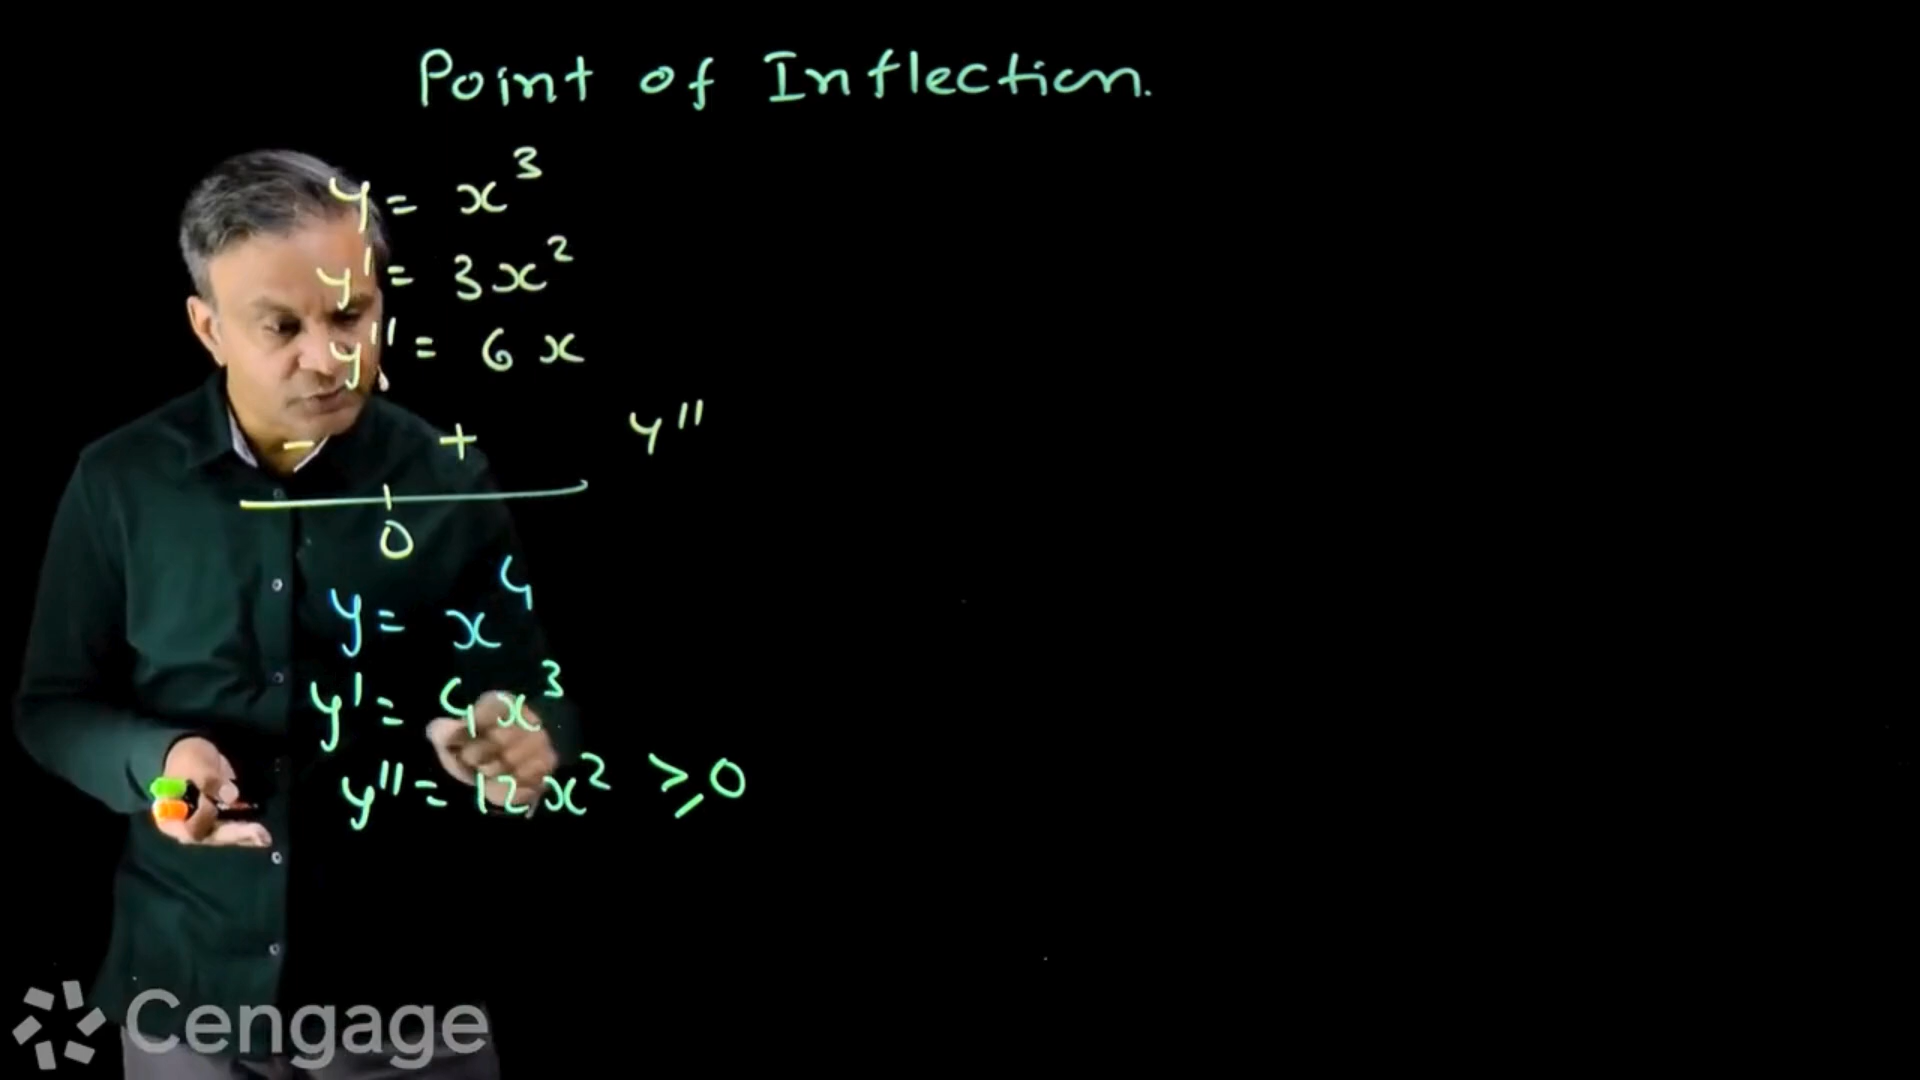 Point of Inflection.
y = x³
y' = 3x²
y'' = 6x
- + y''
0
y = x⁴
y' = 4x³
y'' = 12x² ≥ 0
Cengage